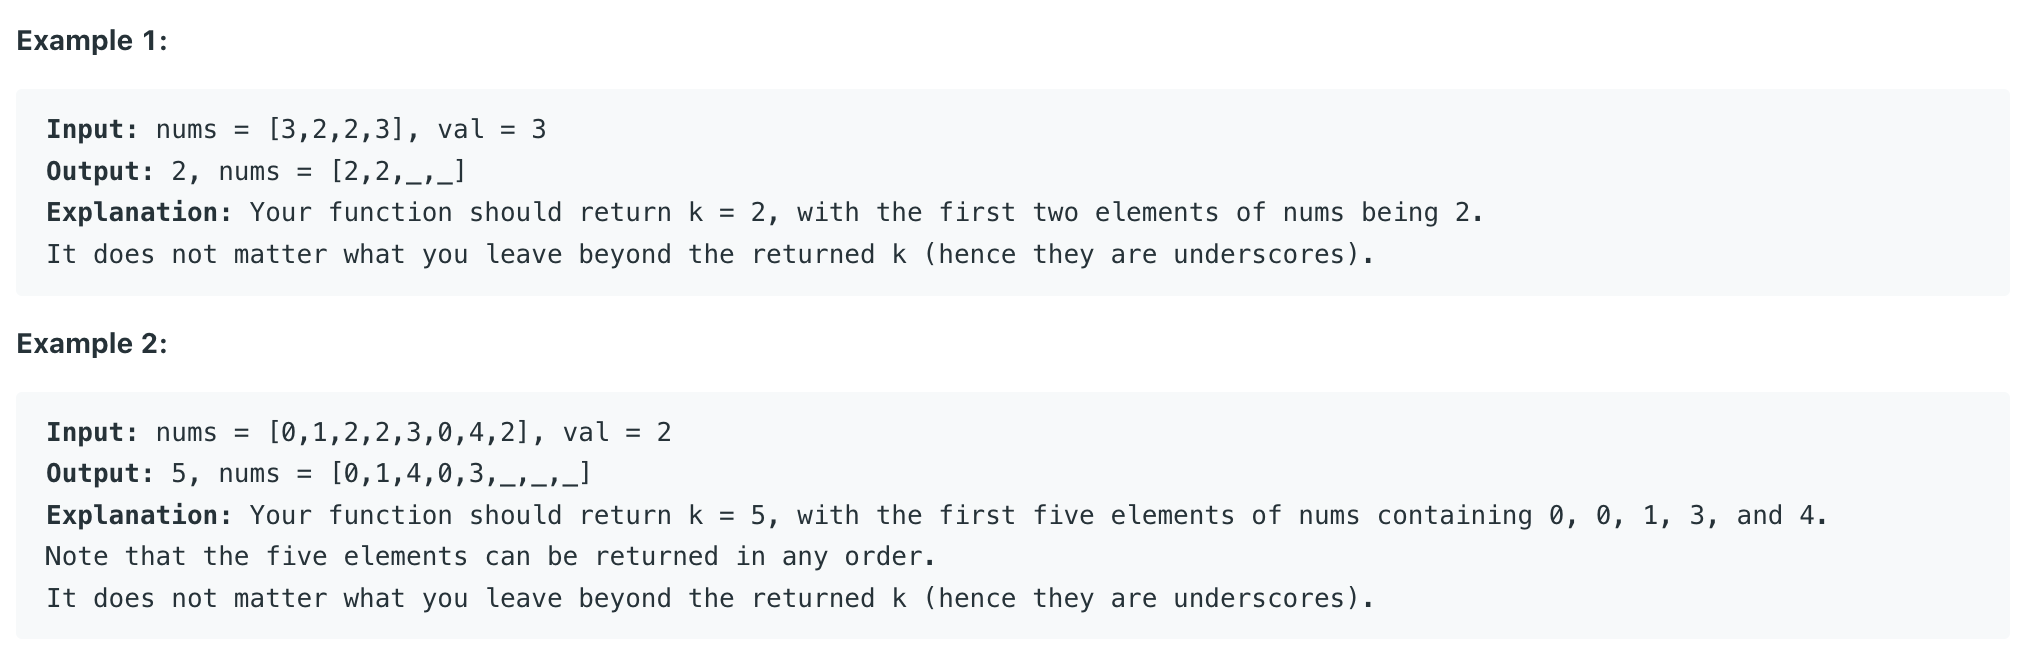 Example 1:
Input: nums = [3,2,2,3], val = 3
Output: 2, nums = [2,2,_,_]
Explanation: Your function should return k = 2, with the first two elements of nums being 2.
It does not matter what you leave beyond the returned k (hence they are underscores).
Example 2:
Input: nums = [0,1,2,2,3,0,4,2], val = 2
Output: 5, nums = [0,1,4,0,3,_,_,_]
Explanation: Your function should return k = 5, with the first five elements of nums containing 0, 0, 1, 3, and 4.
Note that the five elements can be returned in any order.
It does not matter what you leave beyond the returned k (hence they are underscores).